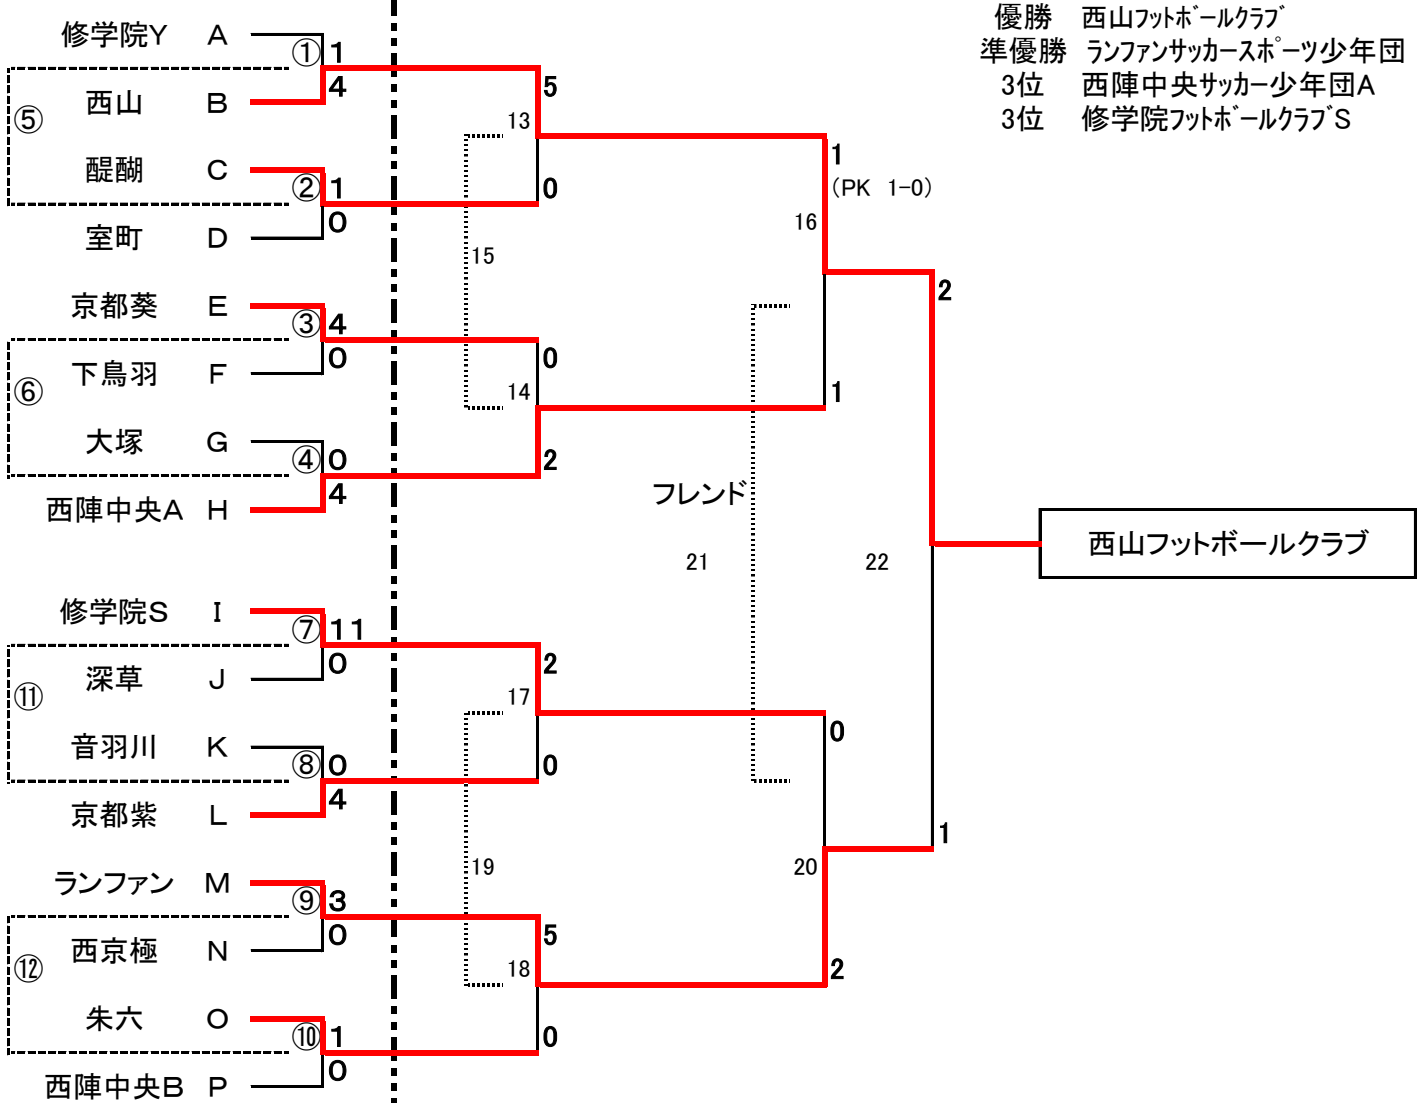 優勝 西山フットボールクラブ
準優勝 ランファンサッカースポーツ少年団
3位 西陣中央サッカー少年団A
3位 修学院フットボールクラブS
修学院Y A
① 1
4
西山 B
⑤
5
13
醍醐 C
② 1
0
0
室町 D
1
(PK 1-0)
16
15
京都葵 E
③ 4
0
0
下鳥羽 F
⑥
14
1
2
大塚 G
④ 0
4
2
西陣中央A H
フレンド
21
22
西山フットボールクラブ
修学院S I
⑦ 11
0
2
深草 J
⑪
17
音羽川 K
⑧ 0
4
0
0
京都紫 L
1
19
20
ランファン M
⑨ 3
0
5
西京極 N
⑫
18
2
朱六 O
⑩ 1
0
0
西陣中央B P